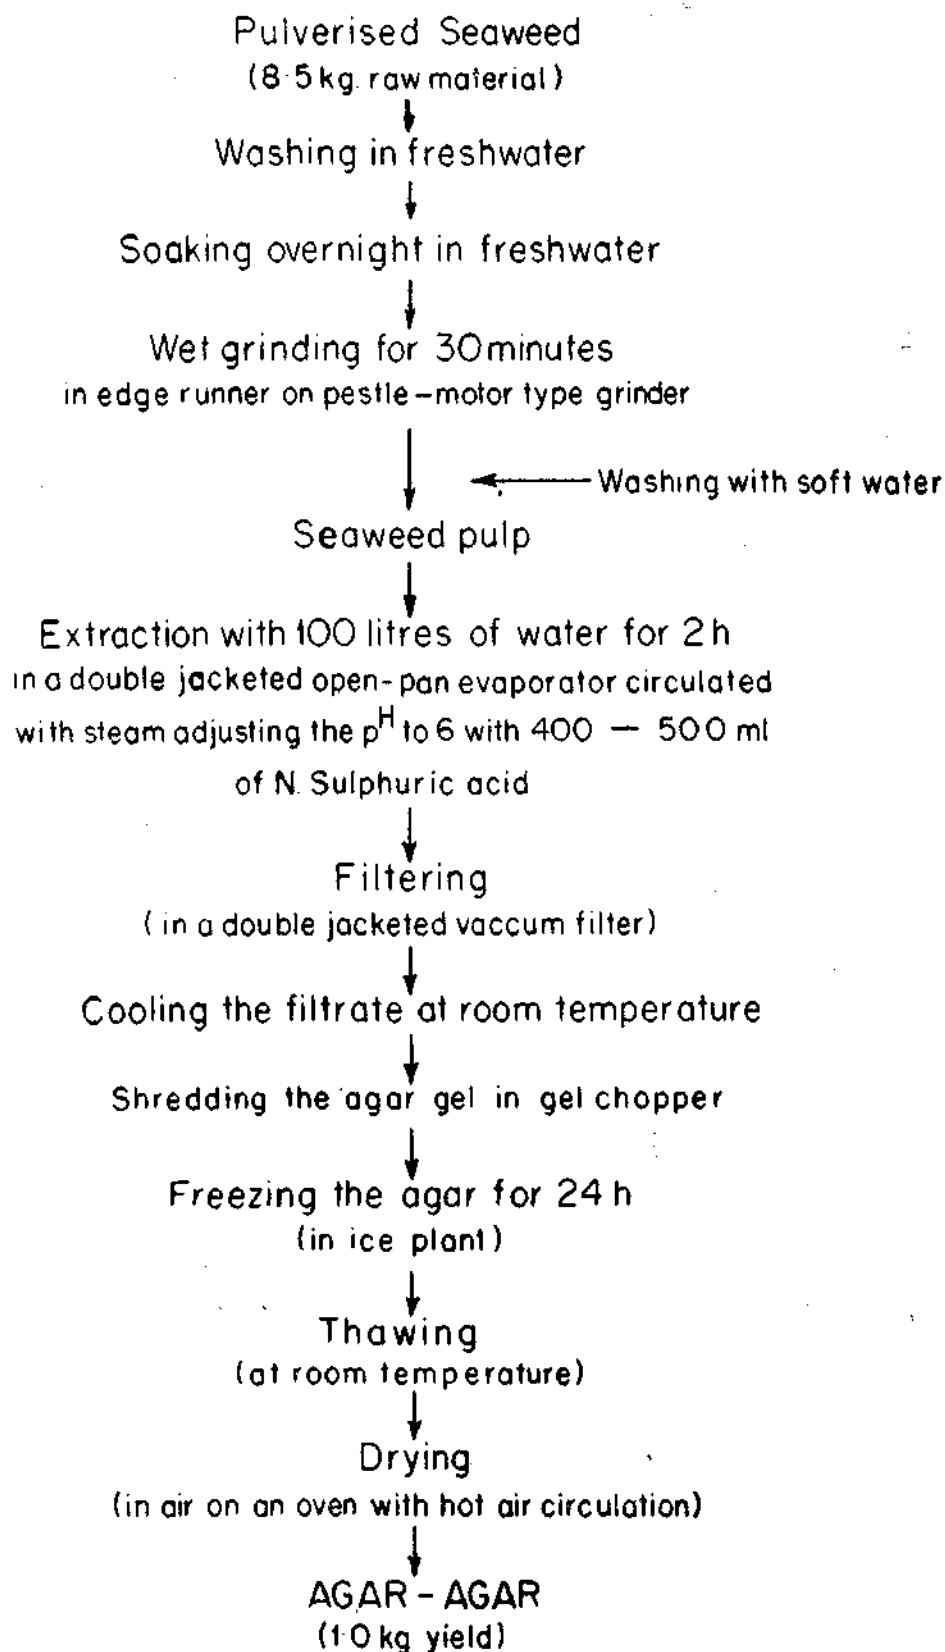 Pulverised Seaweed
(8.5 kg. raw material)
Washing in freshwater
Soaking overnight in freshwater
Wet grinding for 30 minutes
in edge runner on pestle-motor type grinder
Washing with soft water
Seaweed pulp
Extraction with 100 litres of water for 2 h
in a double jacketed open-pan evaporator circulated
with steam adjusting the pH to 6 with 400 — 500 ml
of N. Sulphuric acid
Filtering
(in a double jacketed vaccum filter)
Cooling the filtrate at room temperature
Shredding the agar gel in gel chopper
Freezing the agar for 24 h
(in ice plant)
Thawing
(at room temperature)
Drying
(in air on an oven with hot air circulation)
AGAR - AGAR
(1.0 kg yield)